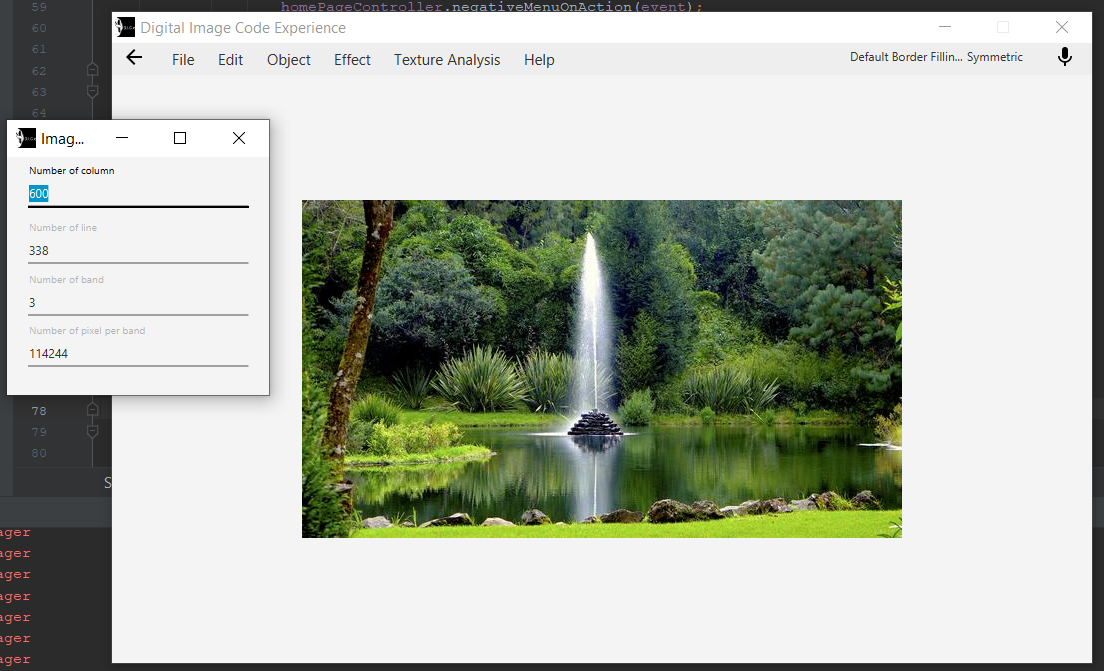 59
homePageController.negativeMenuOnAction(event);
60
61
62
63
64
Digital Image Code Experience
File Edit Object Effect Texture Analysis Help
Default Border Fillin... Symmetric
Imag...
Number of column
600
Number of line
338
Number of band
3
Number of pixel per band
114244
78
79
80
S
ager
ager
ager
ager
ager
ager
ager